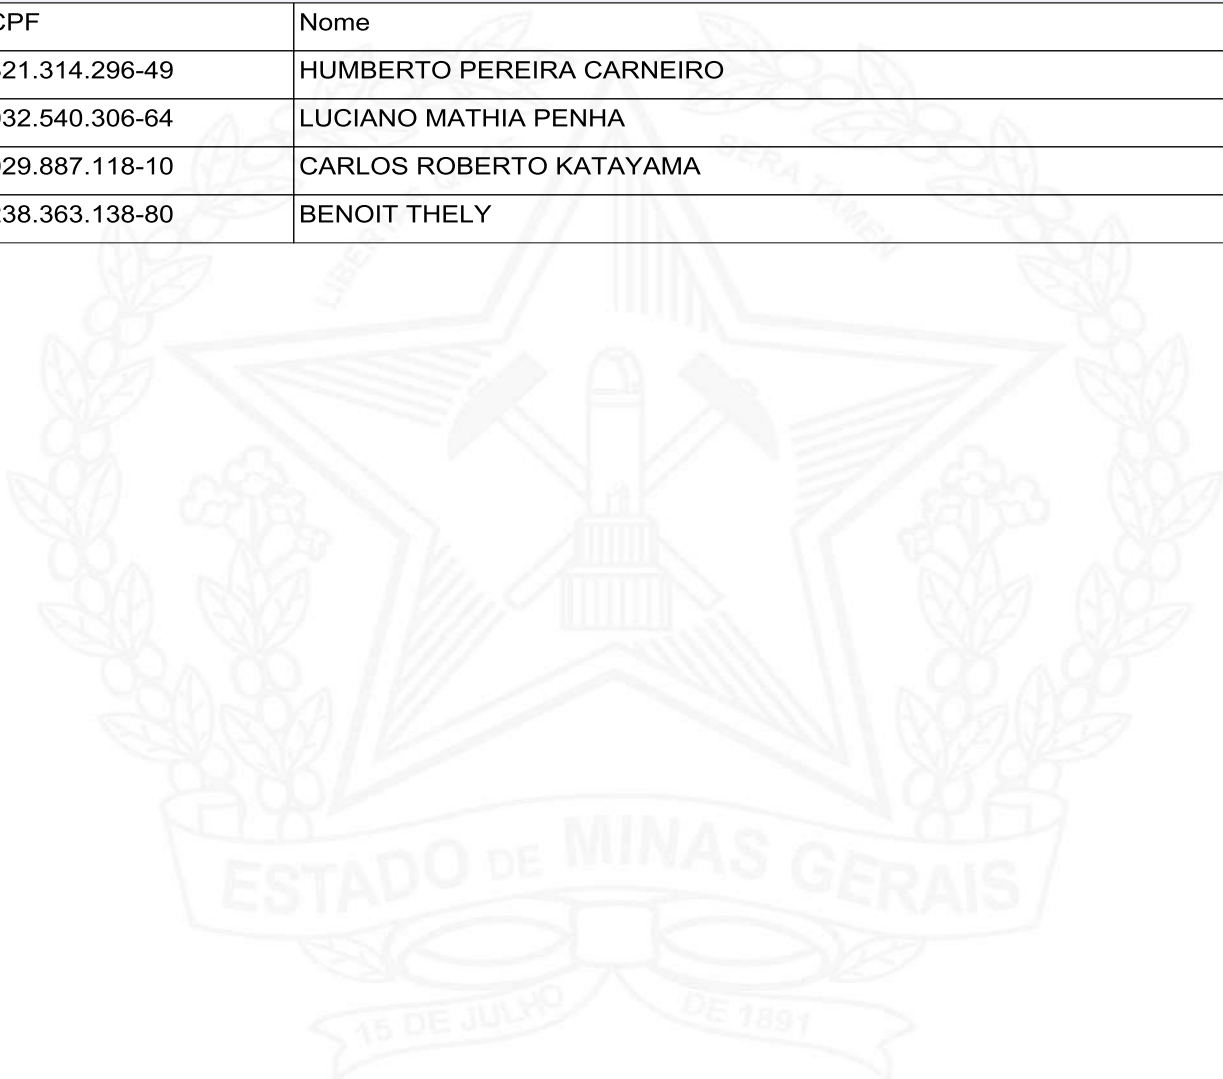 CPF Nome
21.314.296-49 HUMBERTO PEREIRA CARNEIRO
32.540.306-64 LUCIANO MATHIA PENHA
29.887.118-10 CARLOS ROBERTO KATAYAMA
38.363.138-80 BENOIT THELY
LIBERTAS QUAE SERA TAMEN
ESTADO DE MINAS GERAIS
15 DE JULHO DE 1891